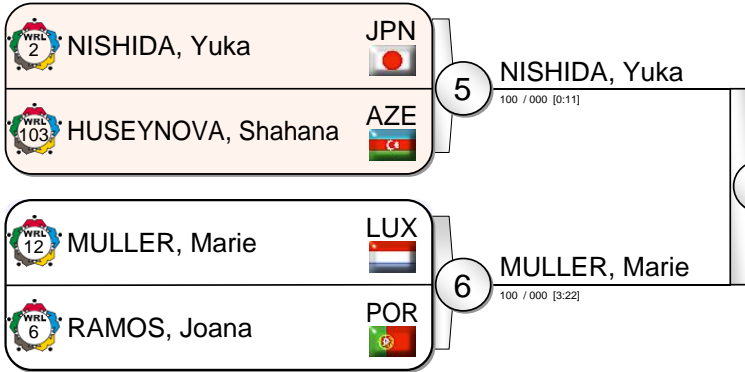 WRL
2
NISHIDA, Yuka
JPN
WRL
103
HUSEYNOVA, Shahana
AZE
5
NISHIDA, Yuka
100 / 000 [0:11]
WRL
12
MULLER, Marie
LUX
WRL
6
RAMOS, Joana
POR
6
MULLER, Marie
100 / 000 [3:22]